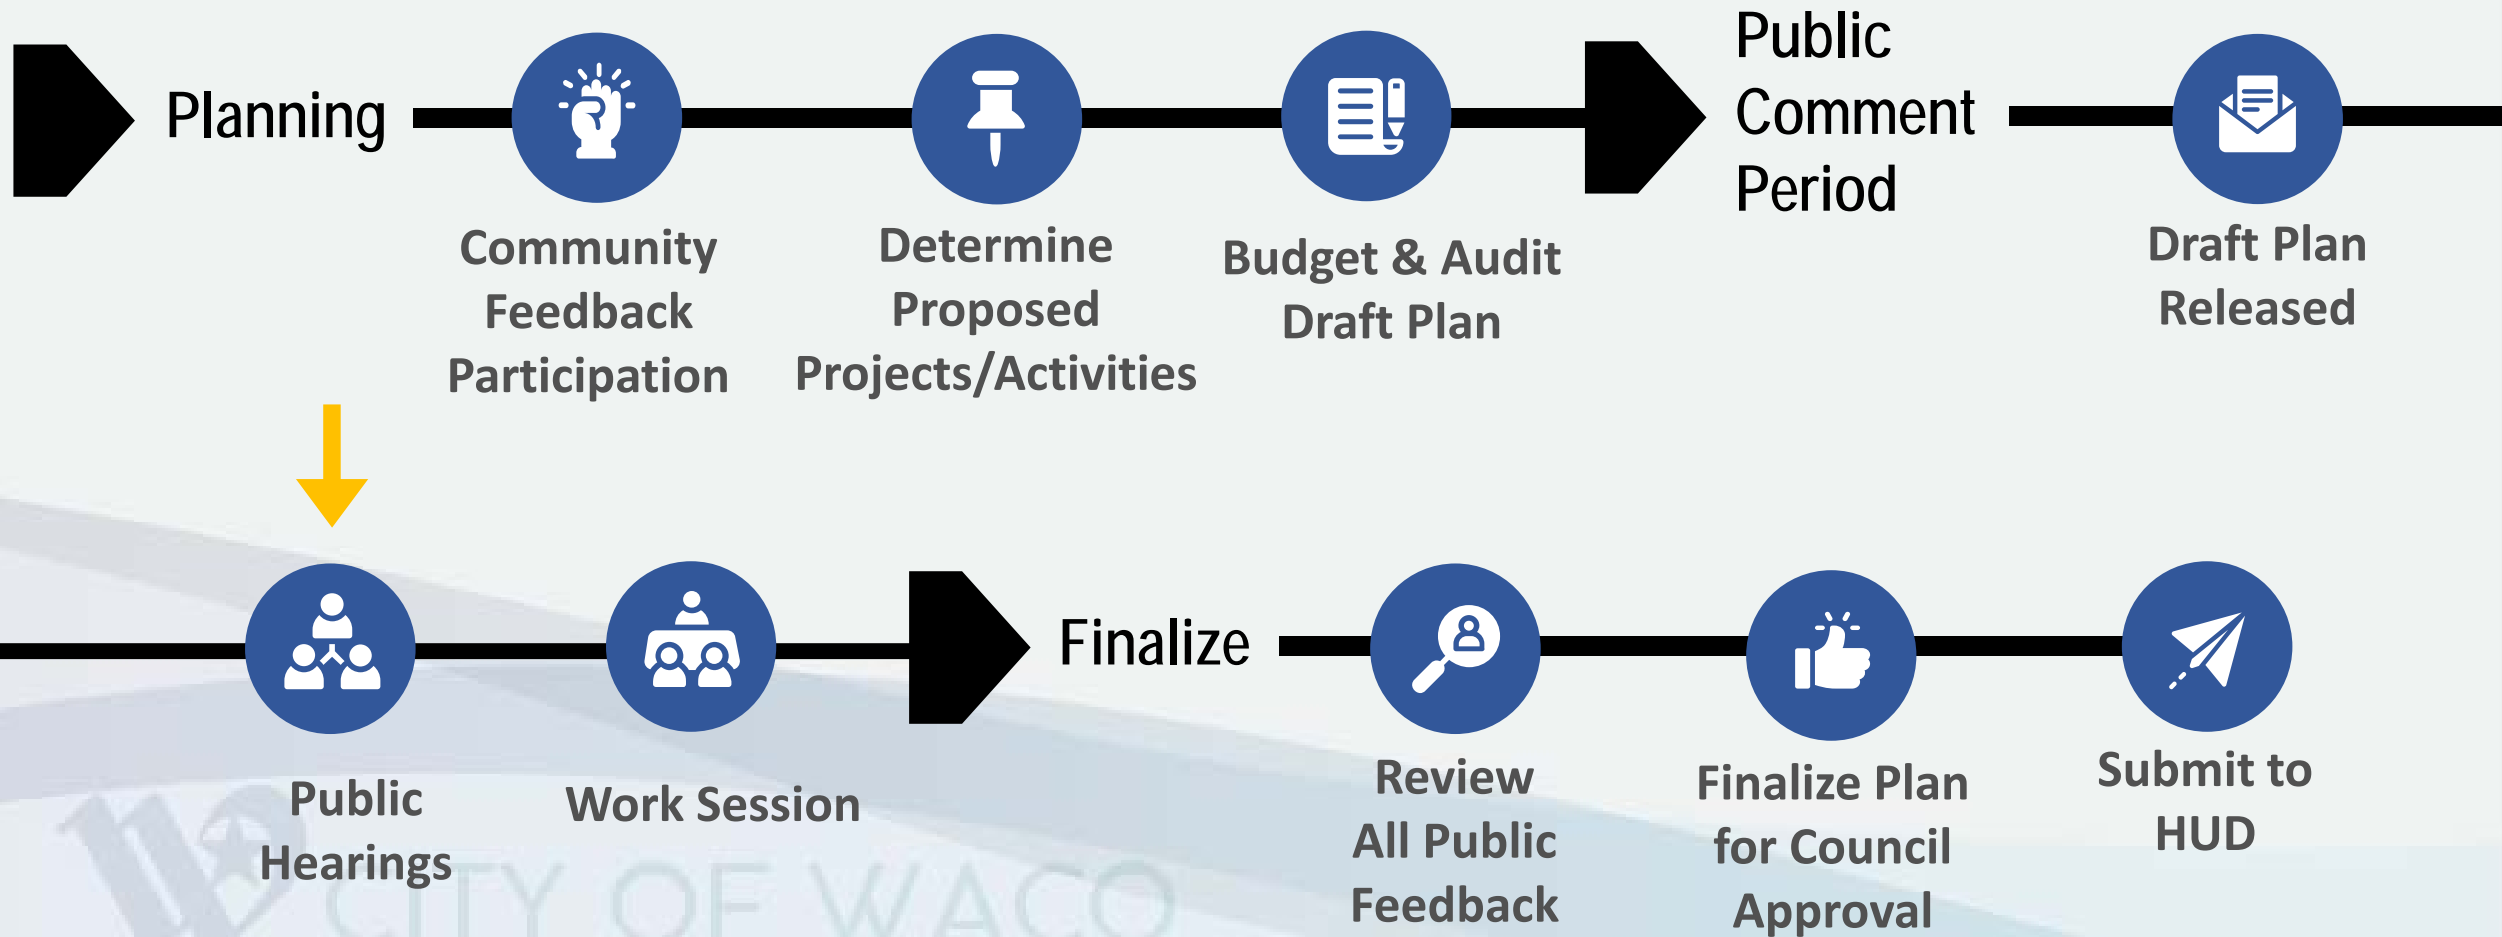 Planning
Community
Feedback
Participation
Determine
Proposed
Projects/Activities
Budget & Audit
Draft Plan
Public
Comment
Period
Draft Plan
Released
Public
Hearings
Work Session
Finalize
Review
All Public
Feedback
Finalize Plan
for Council
Approval
Submit to
HUD
CITY OF WACO